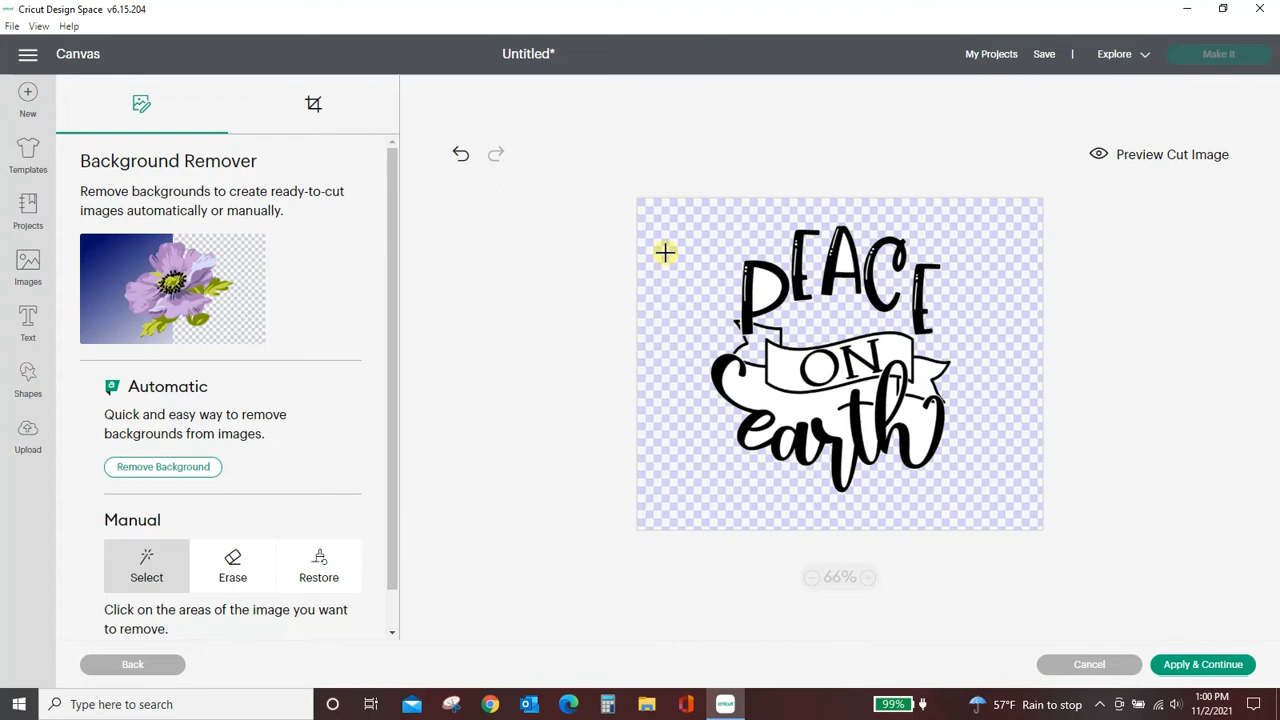 Cricut Design Space v6.15.204
File View Help
Canvas
Untitled*
My Projects Save | Explore Make It
New
Templates
Projects
Images
Text
Shapes
Upload
Background Remover
Remove backgrounds to create ready-to-cut
images automatically or manually.
Automatic
Quick and easy way to remove
backgrounds from images.
Remove Background
Manual
Select Erase Restore
Click on the areas of the image you want
to remove.
Back
Preview Cut Image
PEACE
ON
earth
66%
Cancel Apply & Continue
Type here to search
cricut
99%
57°F Rain to stop
1:00 PM
11/2/2021